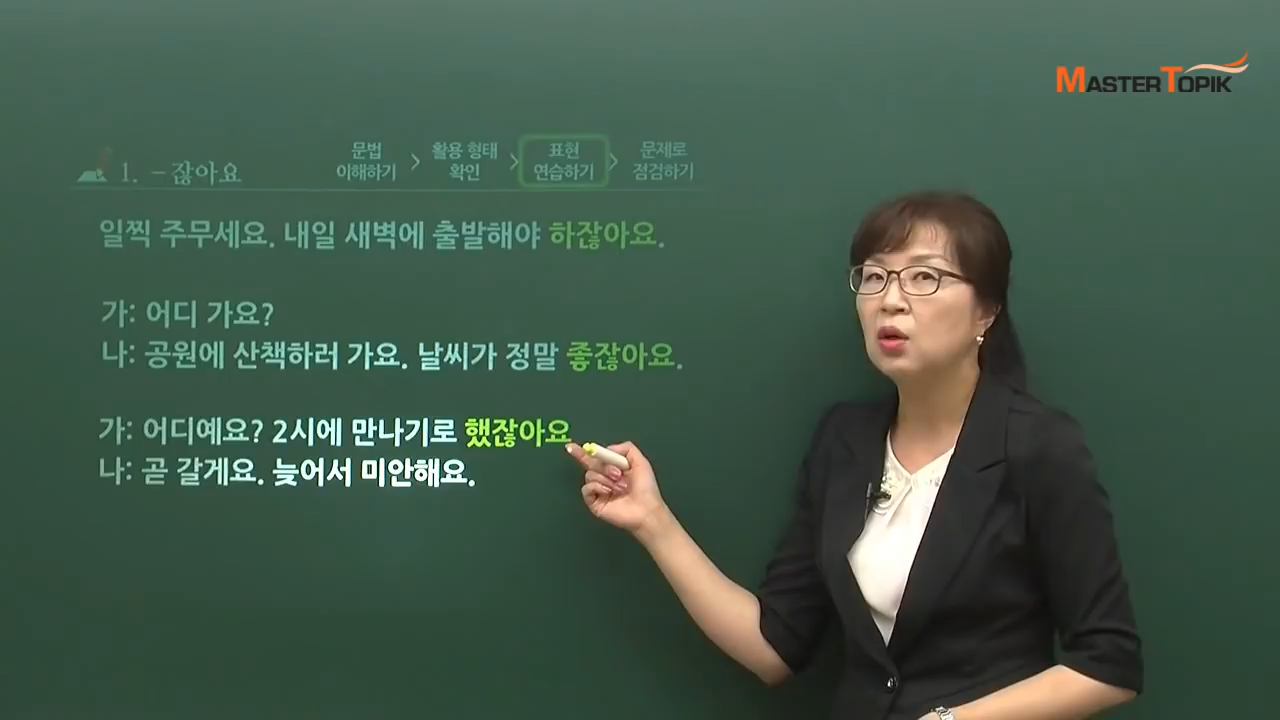 MASTERTOPIK
1. -잖아요
문법 이해하기 > 활용 형태 확인 > 표현 연습하기 > 문제로 점검하기
일찍 주무세요. 내일 새벽에 출발해야 하잖아요.
가: 어디 가요?
나: 공원에 산책하러 가요. 날씨가 정말 좋잖아요.
가: 어디예요? 2시에 만나기로 했잖아요
나: 곧 갈게요. 늦어서 미안해요.